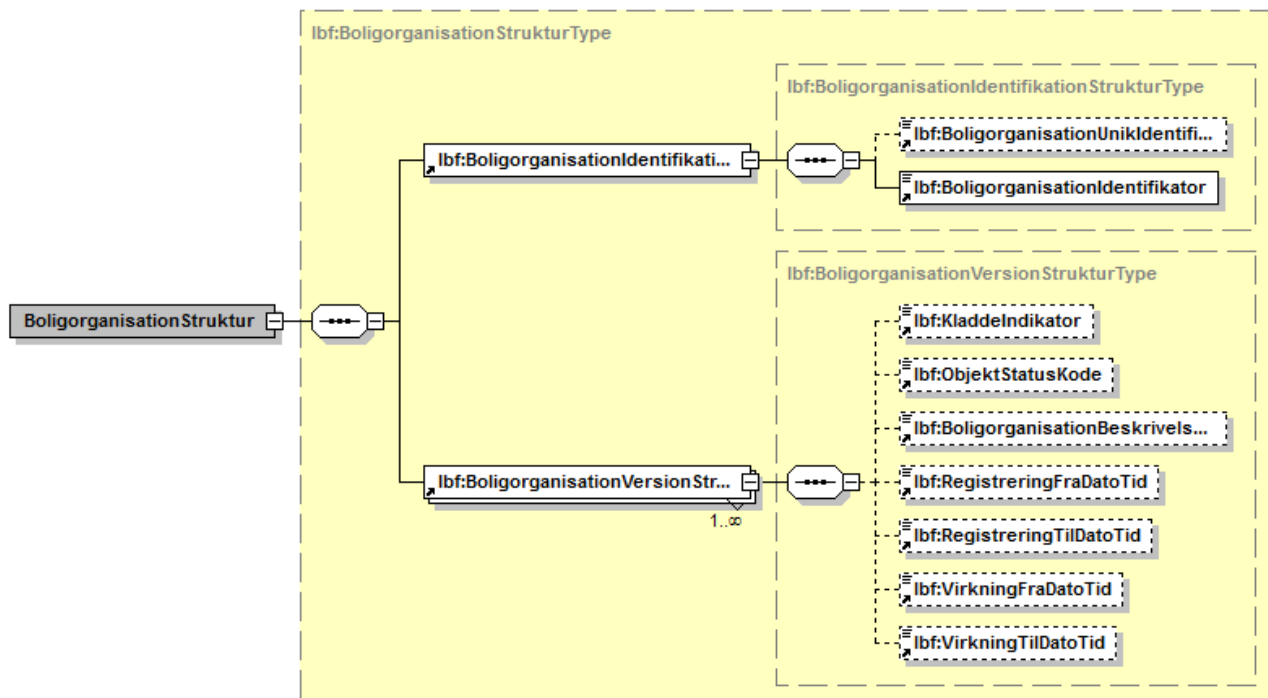 lbf:BoligorganisationStrukturType
lbf:BoligorganisationIdentifikationStrukturType
lbf:BoligorganisationUnikIdentifi...
lbf:BoligorganisationIdentifikati...
lbf:BoligorganisationIdentifikator
lbf:BoligorganisationVersionStrukturType
BoligorganisationStruktur
lbf:KladdeIndikator
lbf:ObjektStatusKode
lbf:BoligorganisationBeskrivels...
lbf:BoligorganisationVersionStr...
1..∞
lbf:RegistreringFraDatoTid
lbf:RegistreringTilDatoTid
lbf:VirkningFraDatoTid
lbf:VirkningTilDatoTid